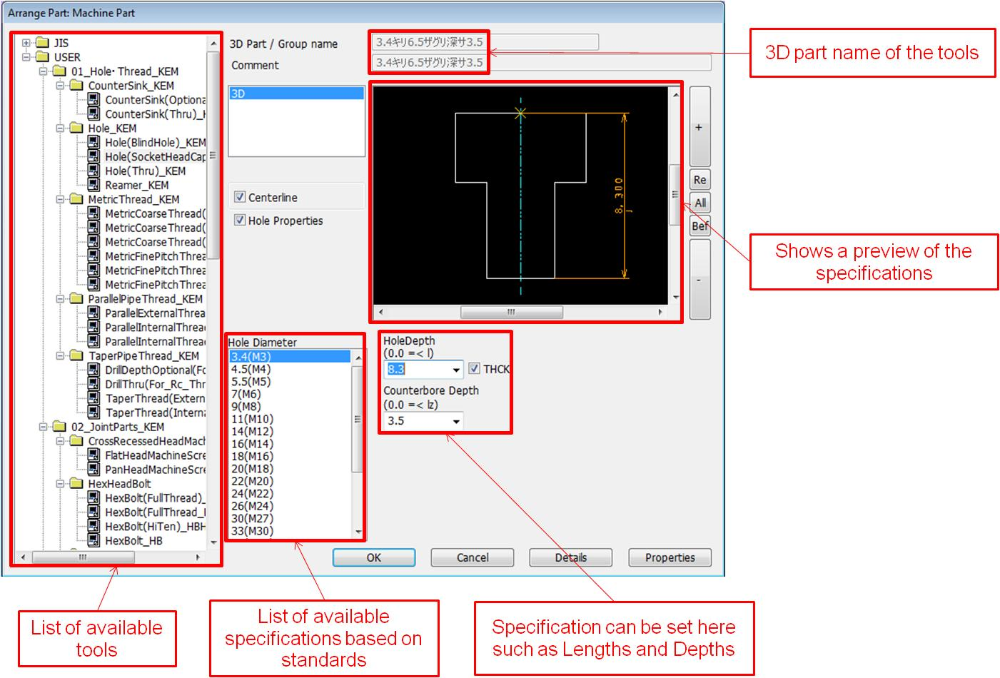 Arrange Part: Machine Part
JIS
USER
01_Hole・Thread_KEM
CounterSink_KEM
CounterSink(Optiona
CounterSink(Thru)_H
Hole_KEM
Hole(BlindHole)_KEM
Hole(SocketHeadCap
Hole(Thru)_KEM
Reamer_KEM
MetricThread_KEM
MetricCoarseThread(
MetricCoarseThread(
MetricCoarseThread(
MetricFinePitchThrea
MetricFinePitchThrea
MetricFinePitchThrea
ParallelPipeThread_KEM
ParallelExternalThrea
ParallelInternalThread
ParallelInternalThread
TaperPipeThread_KEM
DrillDepthOptional(Fo
DrillThru(For_Rc_Thr
TaperThread(Extern
TaperThread(Interna
02_JointParts_KEM
CrossRecessedHeadMach
FlatHeadMachineScre
PanHeadMachineScre
HexHeadBolt
HexBolt(FullThread)_
HexBolt(FullThread_I
HexBolt(HiTen)_HBH
HexBolt_HB
3D Part / Group name
3.4キリ6.5ザグリ深サ3.5
Comment
3.4キリ6.5ザグリ深サ3.5
3D
Centerline
Hole Properties
8,300
+
Re
All
Bef
-
Hole Diameter
3.4(M3)
4.5(M4)
5.5(M5)
7(M6)
9(M8)
11(M10)
14(M12)
16(M14)
18(M16)
20(M18)
22(M20)
24(M22)
26(M24)
30(M27)
33(M30)
HoleDepth
(0.0 =< l)
8.3
THCK
Counterbore Depth
(0.0 =< lz)
3.5
OK
Cancel
Details
Properties
3D part name of the tools
Shows a preview of the
specifications
List of available
tools
List of available
specifications based on
standards
Specification can be set here
such as Lengths and Depths